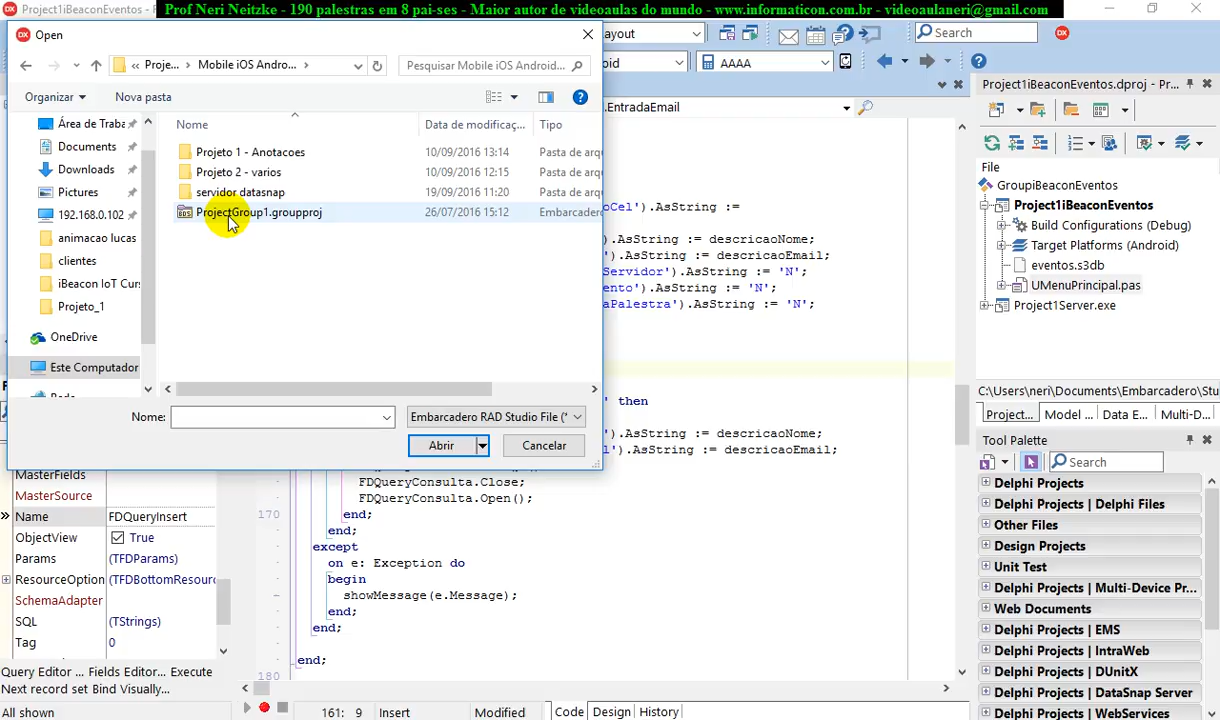 Project1iBeaconEventos
Prof Neri Neitzke - 190 palestras em 8 pai-ses - Maior autor de videoaulas do mundo - www.informaticon.com.br - videoaulaneri@gmail.com
Open
ayout
Search
« Proje...
Mobile iOS Andro...
Pesquisar Mobile iOS Android...
oid
AAAA
Organizar
Nova pasta
Project1iBeaconEventos.dproj - Pr...
.EntradaEmail
Nome
Data de modificaç...
Tipo
Área de Traba
Documents
Downloads
Pictures
192.168.0.102
animacao lucas
clientes
iBeacon IoT Curs
Projeto_1
OneDrive
Este Computador
Projeto 1 - Anotacoes
10/09/2016 13:14
Pasta de arq
Projeto 2 - varios
10/09/2016 12:15
Pasta de arq
servidor datasnap
19/09/2016 11:20
Pasta de arq
ProjectGroup1.groupproj
26/07/2016 15:12
Embarcadero
Nome:
Embarcadero RAD Studio File (*
Abrir
Cancelar
oCel').AsString :=
').AsString := descricaoNome;
').AsString := descricaoEmail;
Servidor').AsString := 'N';
ento').AsString := 'N';
aPalestra').AsString := 'N';
' then
').AsString := descricaoNome;
l').AsString := descricaoEmail;
FDQueryConsulta.Close;
FDQueryConsulta.Open();
170
end;
end;
except
on e: Exception do
begin
showMessage(e.Message);
end;
end;
end;
180
File
GroupiBeaconEventos
Project1iBeaconEventos
Build Configurations (Debug)
Target Platforms (Android)
eventos.s3db
UMenuPrincipal.pas
Project1Server.exe
C:\Users\neri\Documents\Embarcadero\Stu
Project...
Model ...
Data E...
Multi-D...
Tool Palette
Search
Delphi Projects
Delphi Projects | Delphi Files
Other Files
Design Projects
Unit Test
Delphi Projects | Multi-Device Pr...
Web Documents
Delphi Projects | EMS
Delphi Projects | IntraWeb
Delphi Projects | DUnitX
Delphi Projects | DataSnap Server
Delphi Projects | WebServices
MasterFields
MasterSource
Name
FDQueryInsert
ObjectView
True
Params
(TFDParams)
ResourceOption
(TFDBottomResourc
SchemaAdapter
SQL
(TStrings)
Tag
0
Query Editor ... Fields Editor... Execute
Next record set Bind Visually...
All shown
161: 9
Insert
Modified
Code
Design
History